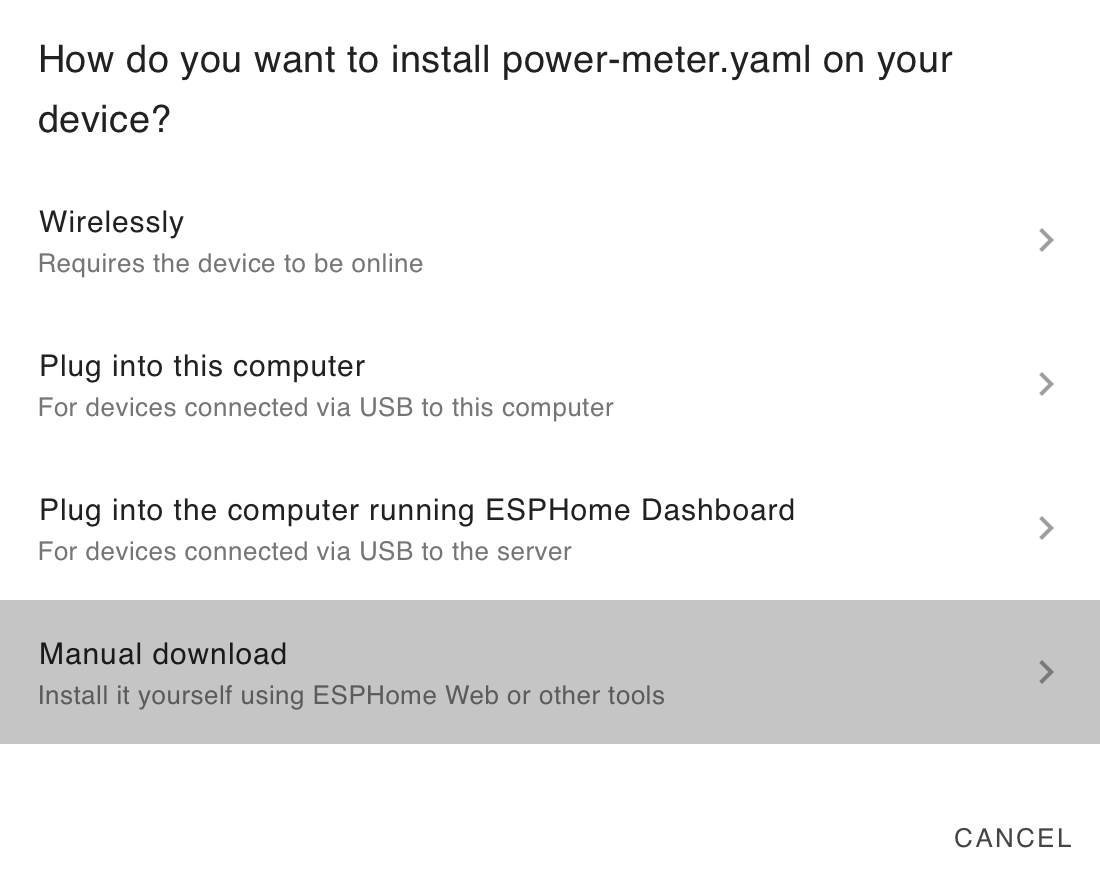 How do you want to install power-meter.yaml on your
device?
Wirelessly
Requires the device to be online
Plug into this computer
For devices connected via USB to this computer
Plug into the computer running ESPHome Dashboard
For devices connected via USB to the server
Manual download
Install it yourself using ESPHome Web or other tools
CANCEL